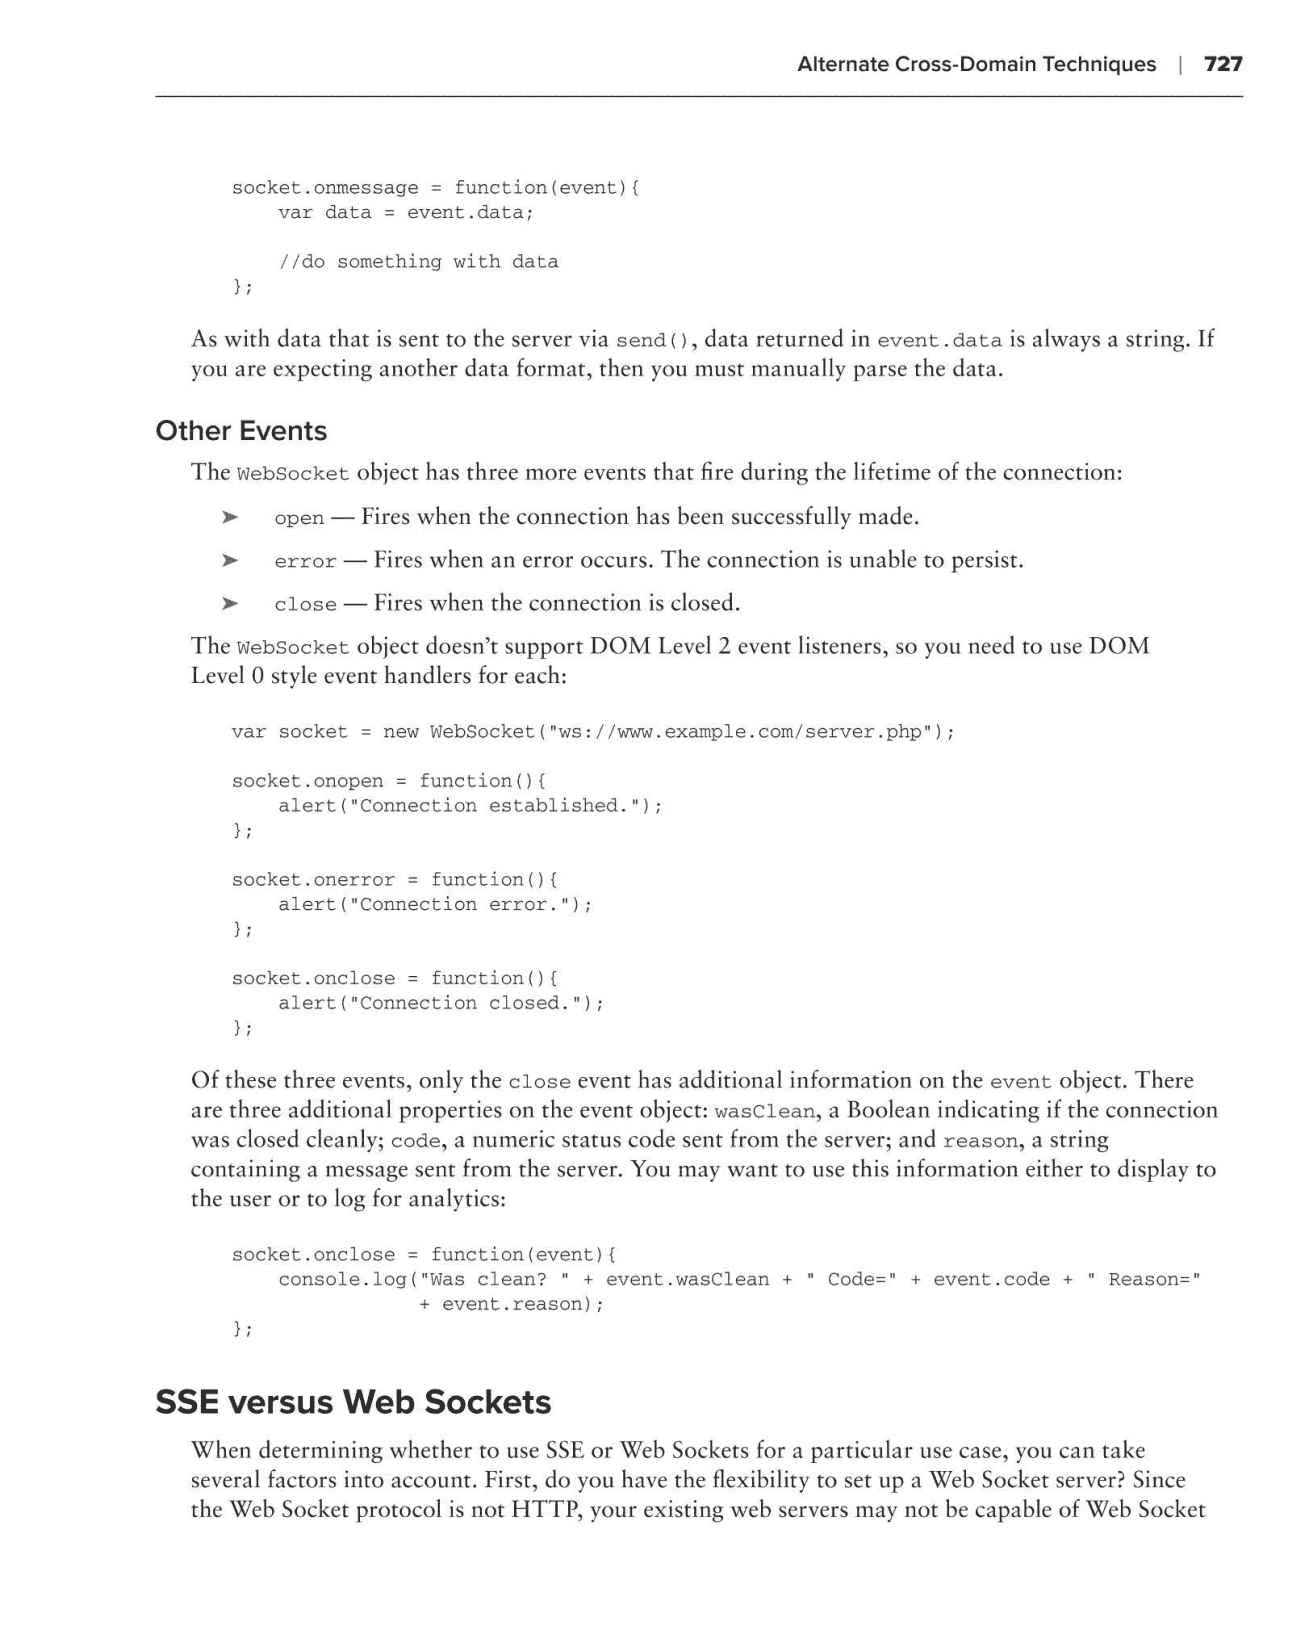 Alternate Cross-Domain Techniques | 727
socket.onmessage = function(event){
    var data = event.data;
    //do something with data
};
As with data that is sent to the server via send(), data returned in event.data is always a string. If
you are expecting another data format, then you must manually parse the data.
Other Events
The WebSocket object has three more events that fire during the lifetime of the connection:
➤ open — Fires when the connection has been successfully made.
➤ error — Fires when an error occurs. The connection is unable to persist.
➤ close — Fires when the connection is closed.
The WebSocket object doesn’t support DOM Level 2 event listeners, so you need to use DOM
Level 0 style event handlers for each:
var socket = new WebSocket("ws://www.example.com/server.php");
socket.onopen = function(){
    alert("Connection established.");
};
socket.onerror = function(){
    alert("Connection error.");
};
socket.onclose = function(){
    alert("Connection closed.");
};
Of these three events, only the close event has additional information on the event object. There
are three additional properties on the event object: wasClean, a Boolean indicating if the connection
was closed cleanly; code, a numeric status code sent from the server; and reason, a string
containing a message sent from the server. You may want to use this information either to display to
the user or to log for analytics:
socket.onclose = function(event){
    console.log("Was clean? " + event.wasClean + " Code=" + event.code + " Reason="
                + event.reason);
};
SSE versus Web Sockets
When determining whether to use SSE or Web Sockets for a particular use case, you can take
several factors into account. First, do you have the flexibility to set up a Web Socket server? Since
the Web Socket protocol is not HTTP, your existing web servers may not be capable of Web Socket